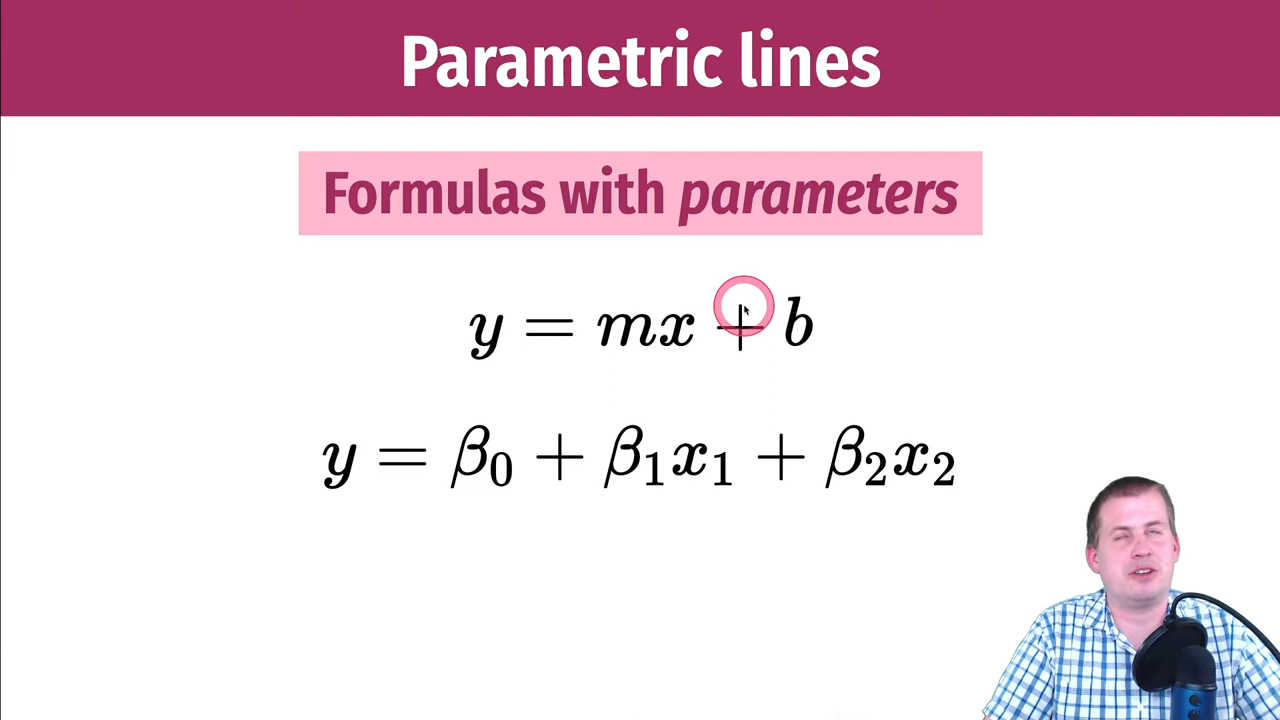 Parametric lines
Formulas with parameters
y = mx + b
y = β₀ + β₁x₁ + β₂x₂